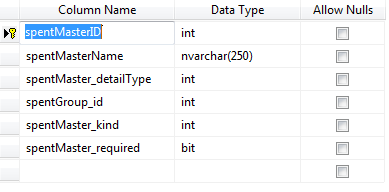 Column Name Data Type Allow Nulls
spentMasterID int
spentMasterName nvarchar(250)
spentMaster_detailType int
spentGroup_id int
spentMaster_kind int
spentMaster_required bit